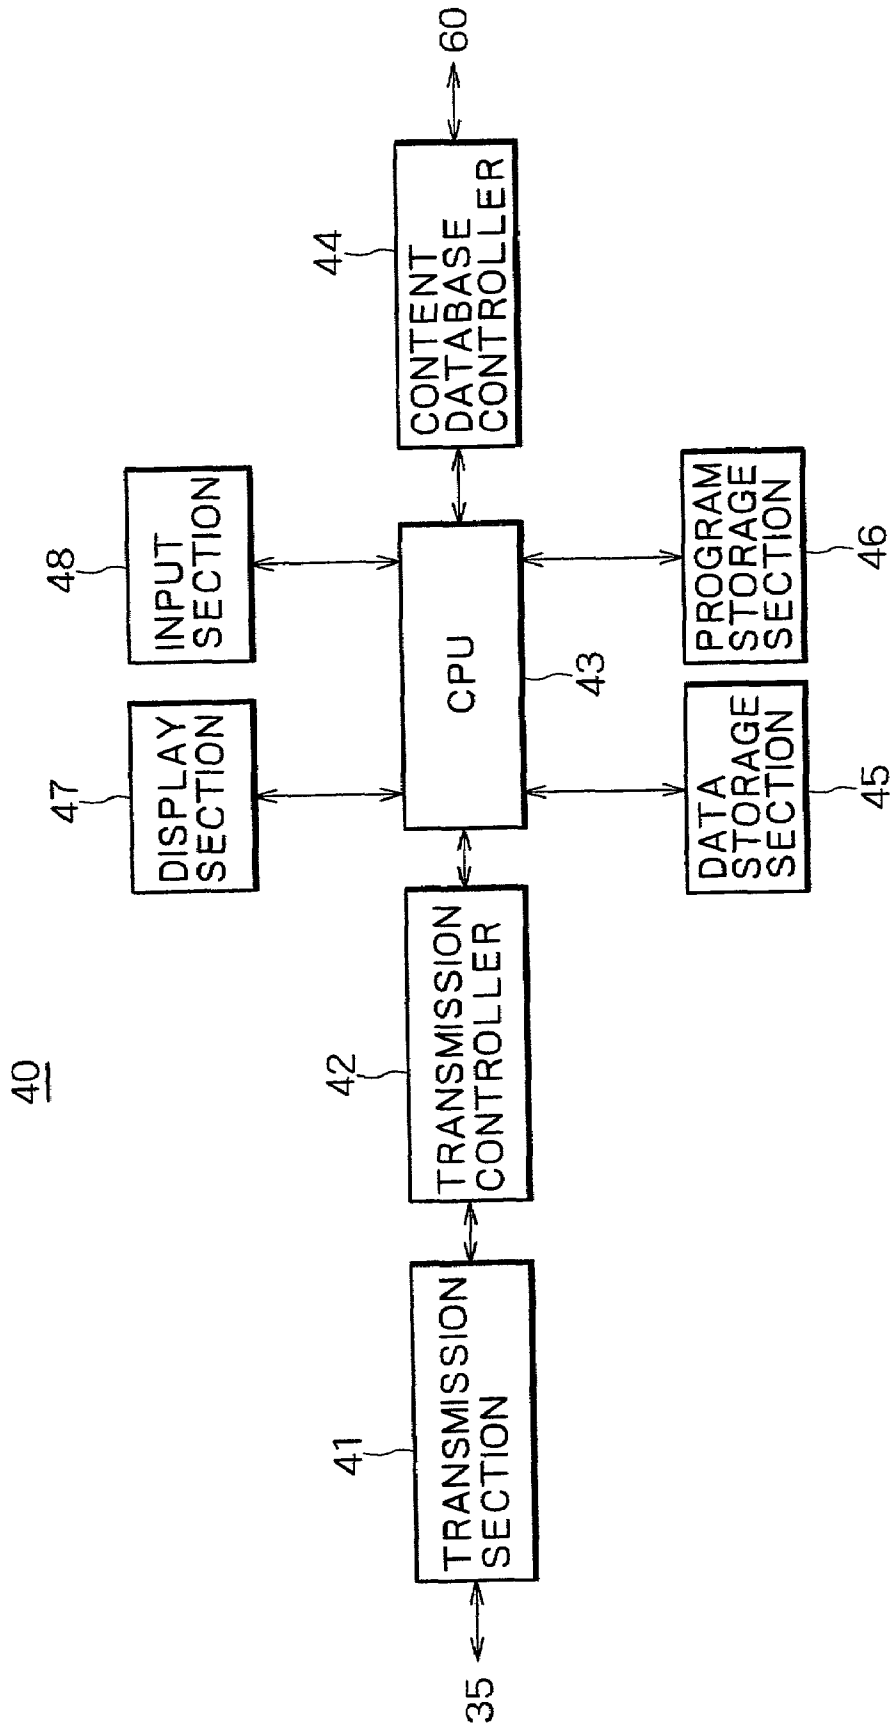 40
47
DISPLAY
SECTION
48
INPUT
SECTION
35
41
TRANSMISSION
SECTION
42
TRANSMISSION
CONTROLLER
CPU
43
44
CONTENT
DATABASE
CONTROLLER
60
DATA
STORAGE
SECTION
45
PROGRAM
STORAGE
SECTION
46